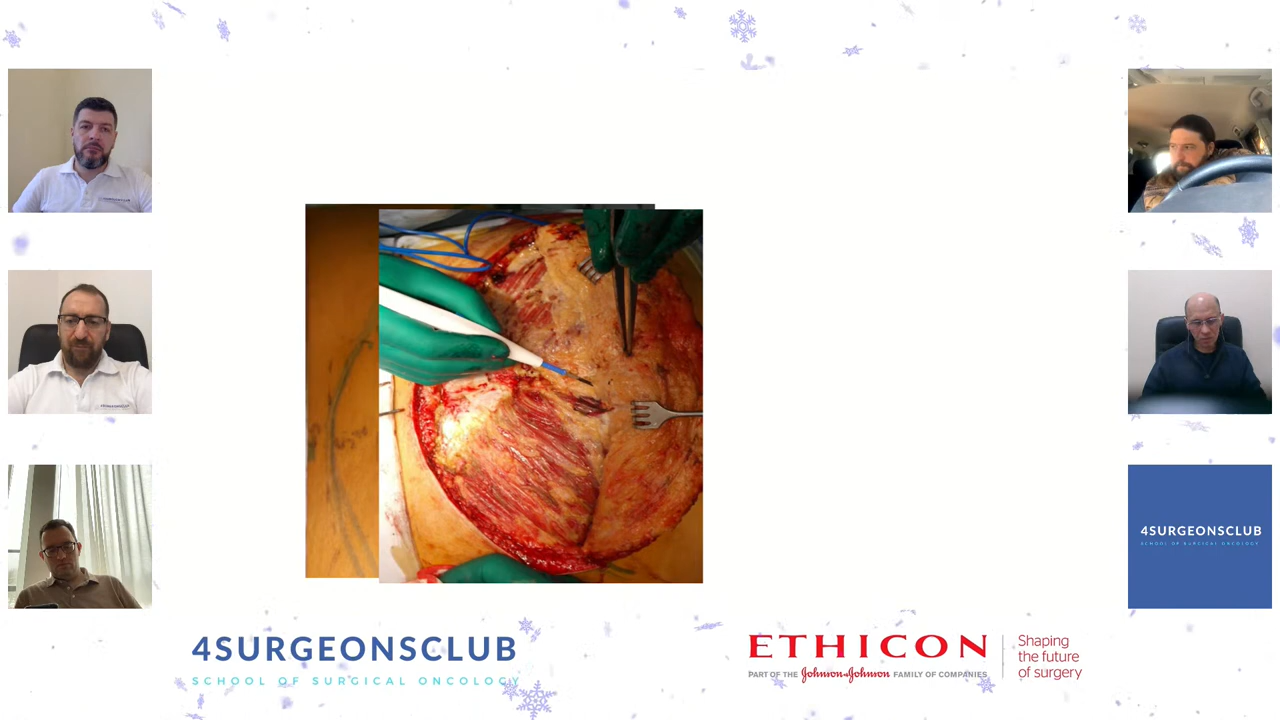 4SURGEONSCLUB
SCHOOL OF SURGICAL ONCOLOGY
4SURGEONSCLUB
SCHOOL OF SURGICAL ONCOLOGY
ETHICON
PART OF THE Johnson & Johnson FAMILY OF COMPANIES
Shaping
the future
of surgery